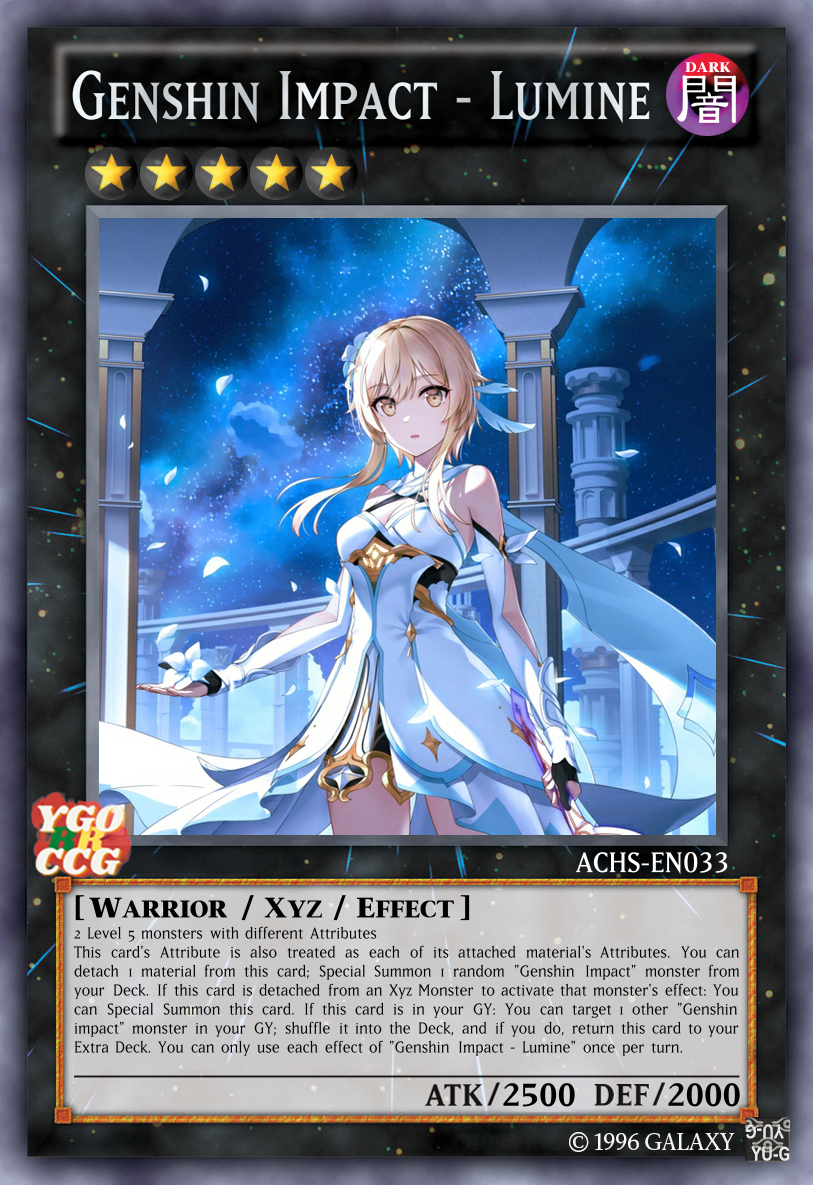 Genshin Impact - Lumine
DARK
闇
YGO
BR
CCG
ACHS-EN033
[ Warrior / Xyz / Effect ]
2 Level 5 monsters with different Attributes
This card's Attribute is also treated as each of its attached material's Attributes. You can
detach 1 material from this card; Special Summon 1 random "Genshin Impact" monster from
your Deck. If this card is detached from an Xyz Monster to activate that monster's effect: You
can Special Summon this card. If this card is in your GY: You can target 1 other "Genshin
impact" monster in your GY; shuffle it into the Deck, and if you do, return this card to your
Extra Deck. You can only use each effect of "Genshin Impact - Lumine" once per turn.
ATK/2500 DEF/2000
© 1996 GALAXY
YU-G
YU-G